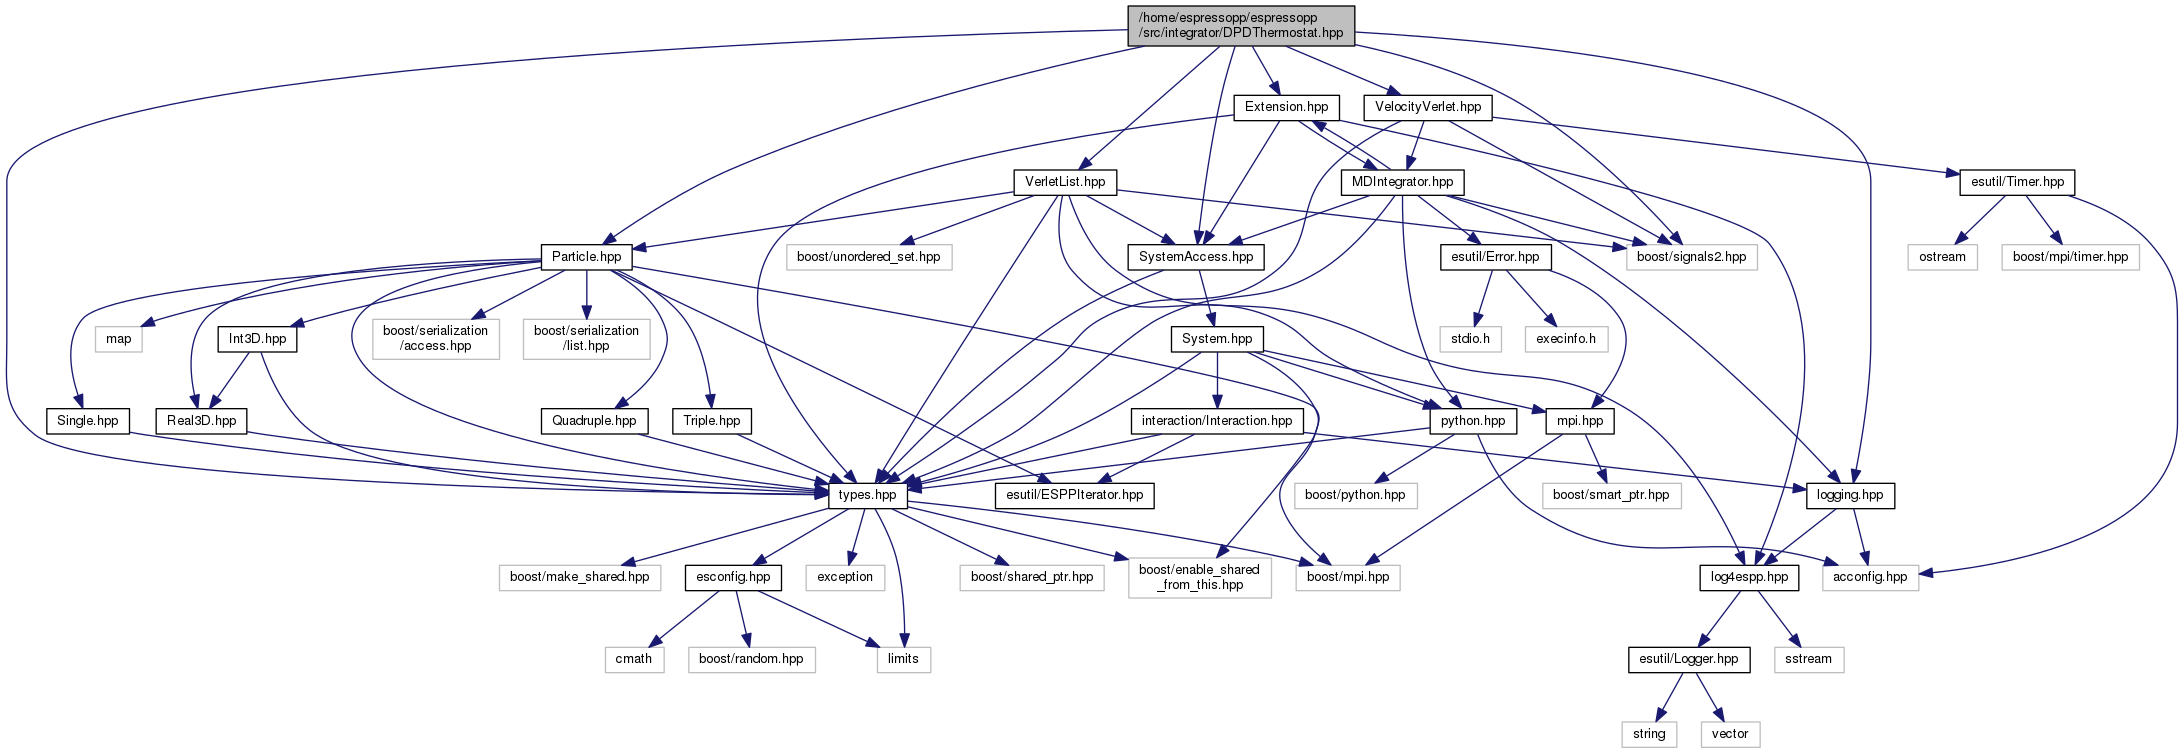 /home/espressopp/espressopp
/src/integrator/DPDThermostat.hpp
Extension.hpp
VelocityVerlet.hpp
VerletList.hpp
MDIntegrator.hpp
esutil/Timer.hpp
Particle.hpp
boost/unordered_set.hpp
SystemAccess.hpp
esutil/Error.hpp
boost/signals2.hpp
ostream
boost/mpi/timer.hpp
map
Int3D.hpp
boost/serialization
/access.hpp
boost/serialization
/list.hpp
System.hpp
stdio.h
execinfo.h
Single.hpp
Real3D.hpp
Quadruple.hpp
Triple.hpp
interaction/Interaction.hpp
python.hpp
mpi.hpp
types.hpp
esutil/ESPPIterator.hpp
boost/python.hpp
boost/smart_ptr.hpp
logging.hpp
boost/make_shared.hpp
esconfig.hpp
exception
boost/shared_ptr.hpp
boost/enable_shared
_from_this.hpp
boost/mpi.hpp
log4espp.hpp
acconfig.hpp
cmath
boost/random.hpp
limits
esutil/Logger.hpp
sstream
string
vector